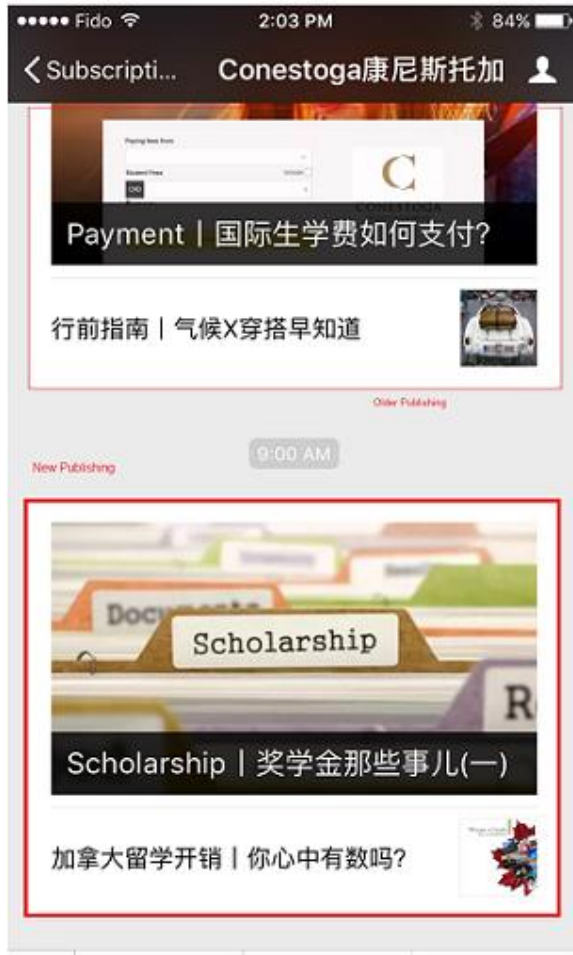 Fido
2:03 PM
84%
Subscripti...
Conestoga康尼斯托加
Paying fees from
C
CONESTOGA
Payment丨国际生学费如何支付?
行前指南丨气候X穿搭早知道
Older Publishing
9:00 AM
New Publishing
Documents
Scholarship
R
Scholarship丨奖学金那些事儿(一)
加拿大留学开销丨你心中有数吗?